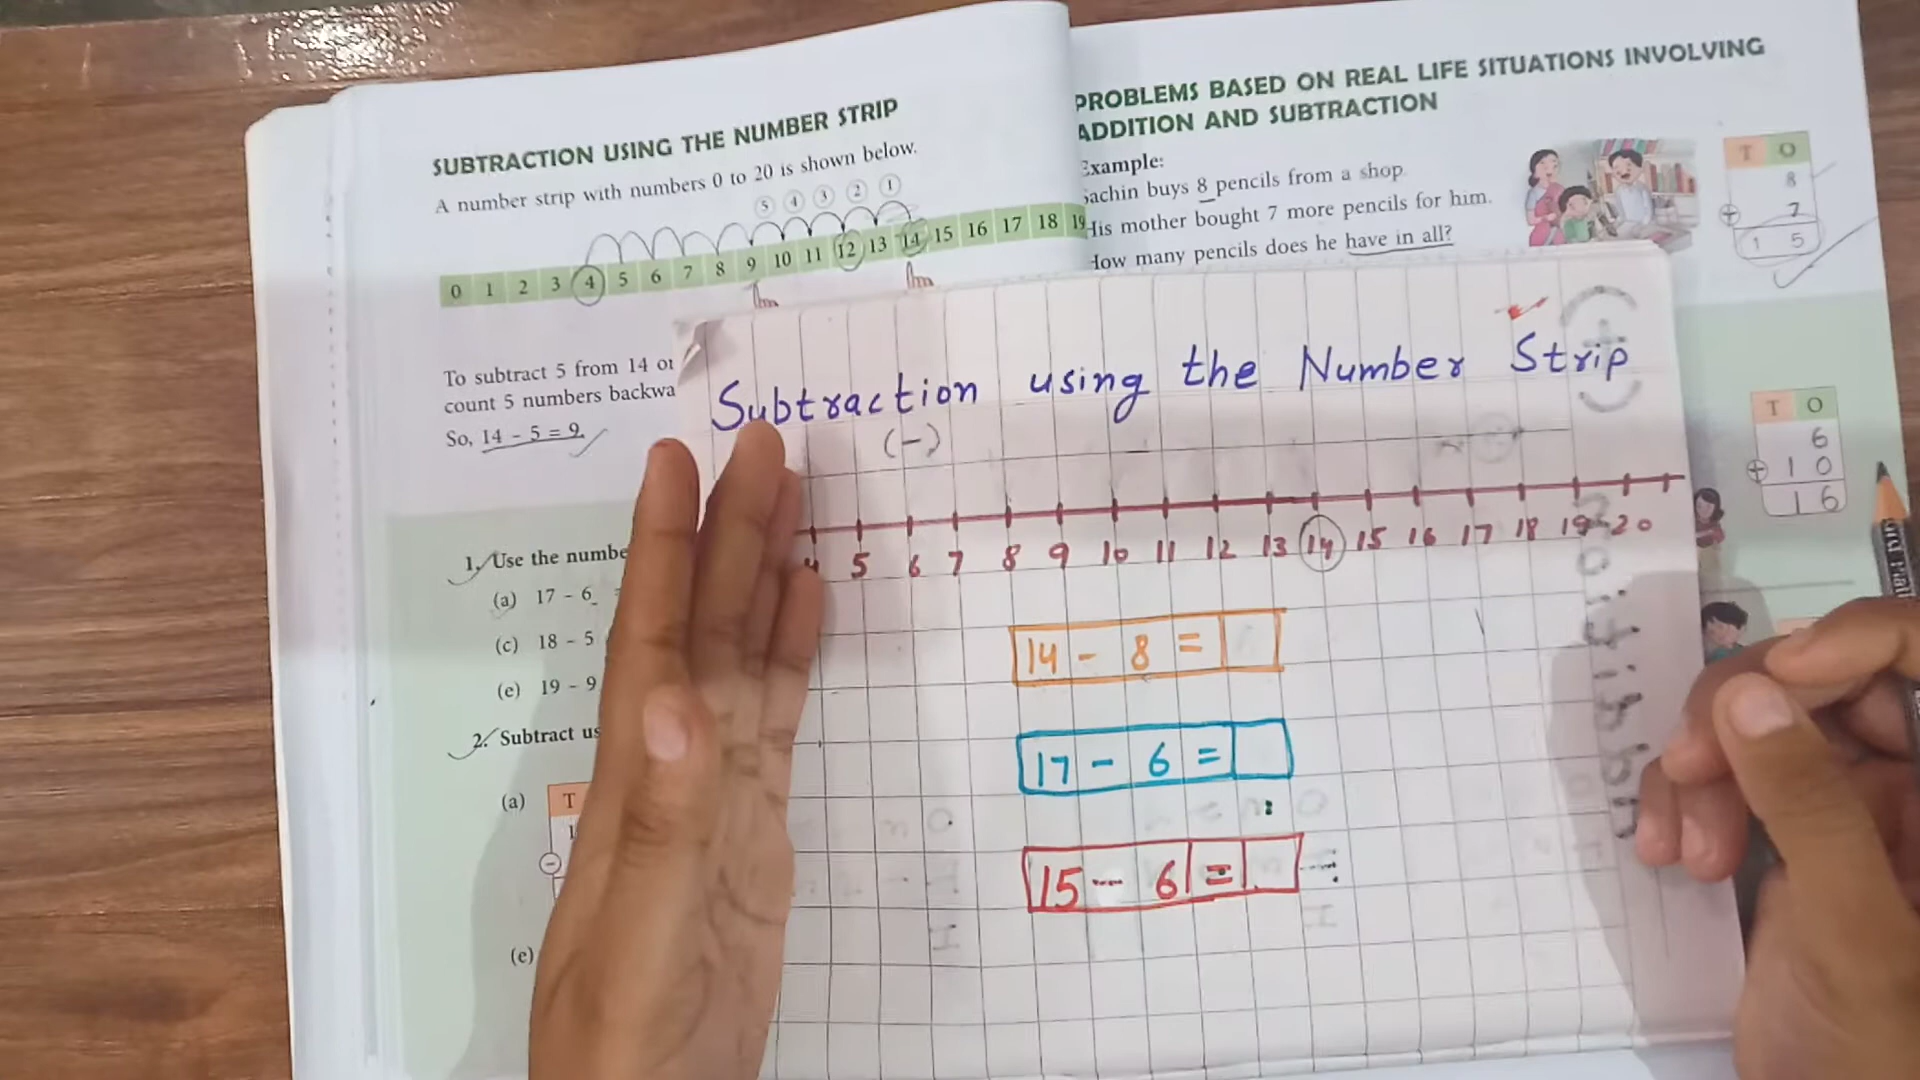 SUBTRACTION USING THE NUMBER STRIP
A number strip with numbers 0 to 20 is shown below.
5 4 3 2 1
0 1 2 3 4 5 6 7 8 9 10 11 12 13 14 15 16 17 18 19
To subtract 5 from 14
count 5 numbers
So, 14 - 5 = 9.
1. Use the
(a) 17 - 6
(c) 18 - 5
(e) 19 - 9
2. Subtract
(a) T
1
(e)
PROBLEMS BASED ON REAL LIFE SITUATIONS INVOLVING
ADDITION AND SUBTRACTION
Example:
Sachin buys 8 pencils from a shop
His mother bought 7 more pencils for him.
How many pencils does he have in all?
T O
8
+ 7
1 5
T O
6
+ 1 0
1 6
Subtraction using the Number Strip
(-)
4 5 6 7 8 9 10 11 12 13 14 15 16 17 18 19 20
14 - 8 =
17 - 6 =
15 - 6 =